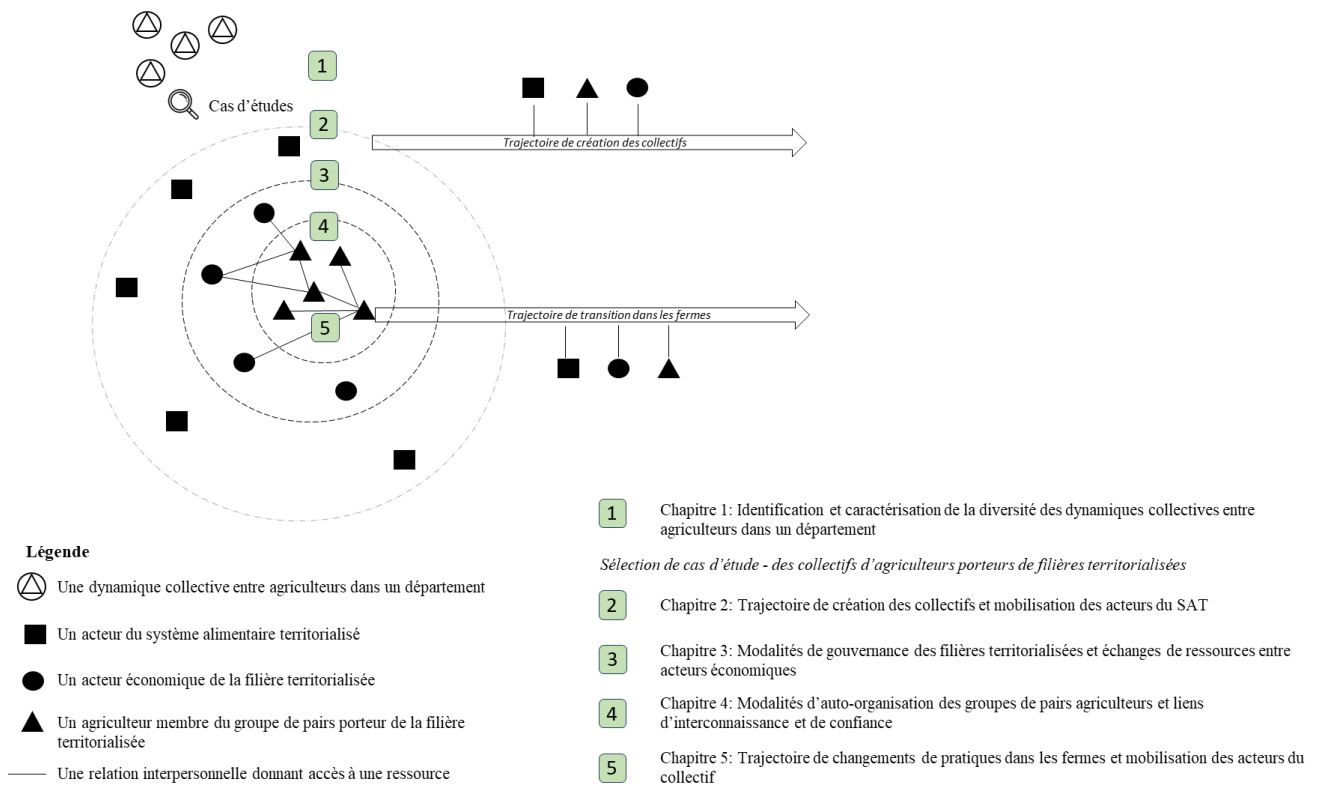 1
Cas d'études
2
Trajectoire de création des collectifs
3
4
Trajectoire de transition dans les fermes
5
Légende
Une dynamique collective entre agriculteurs dans un département
Un acteur du système alimentaire territorialisé
Un acteur économique de la filière territorialisée
Un agriculteur membre du groupe de pairs porteur de la filière
territorialisée
Une relation interpersonnelle donnant accès à une ressource
1
Chapitre 1: Identification et caractérisation de la diversité des dynamiques collectives entre
agriculteurs dans un département
Sélection de cas d'étude - des collectifs d'agriculteurs porteurs de filières territorialisées
2
Chapitre 2: Trajectoire de création des collectifs et mobilisation des acteurs du SAT
3
Chapitre 3: Modalités de gouvernance des filières territorialisées et échanges de ressources entre
acteurs économiques
4
Chapitre 4: Modalités d'auto-organisation des groupes de pairs agriculteurs et liens
d'interconnaissance et de confiance
5
Chapitre 5: Trajectoire de changements de pratiques dans les fermes et mobilisation des acteurs du
collectif